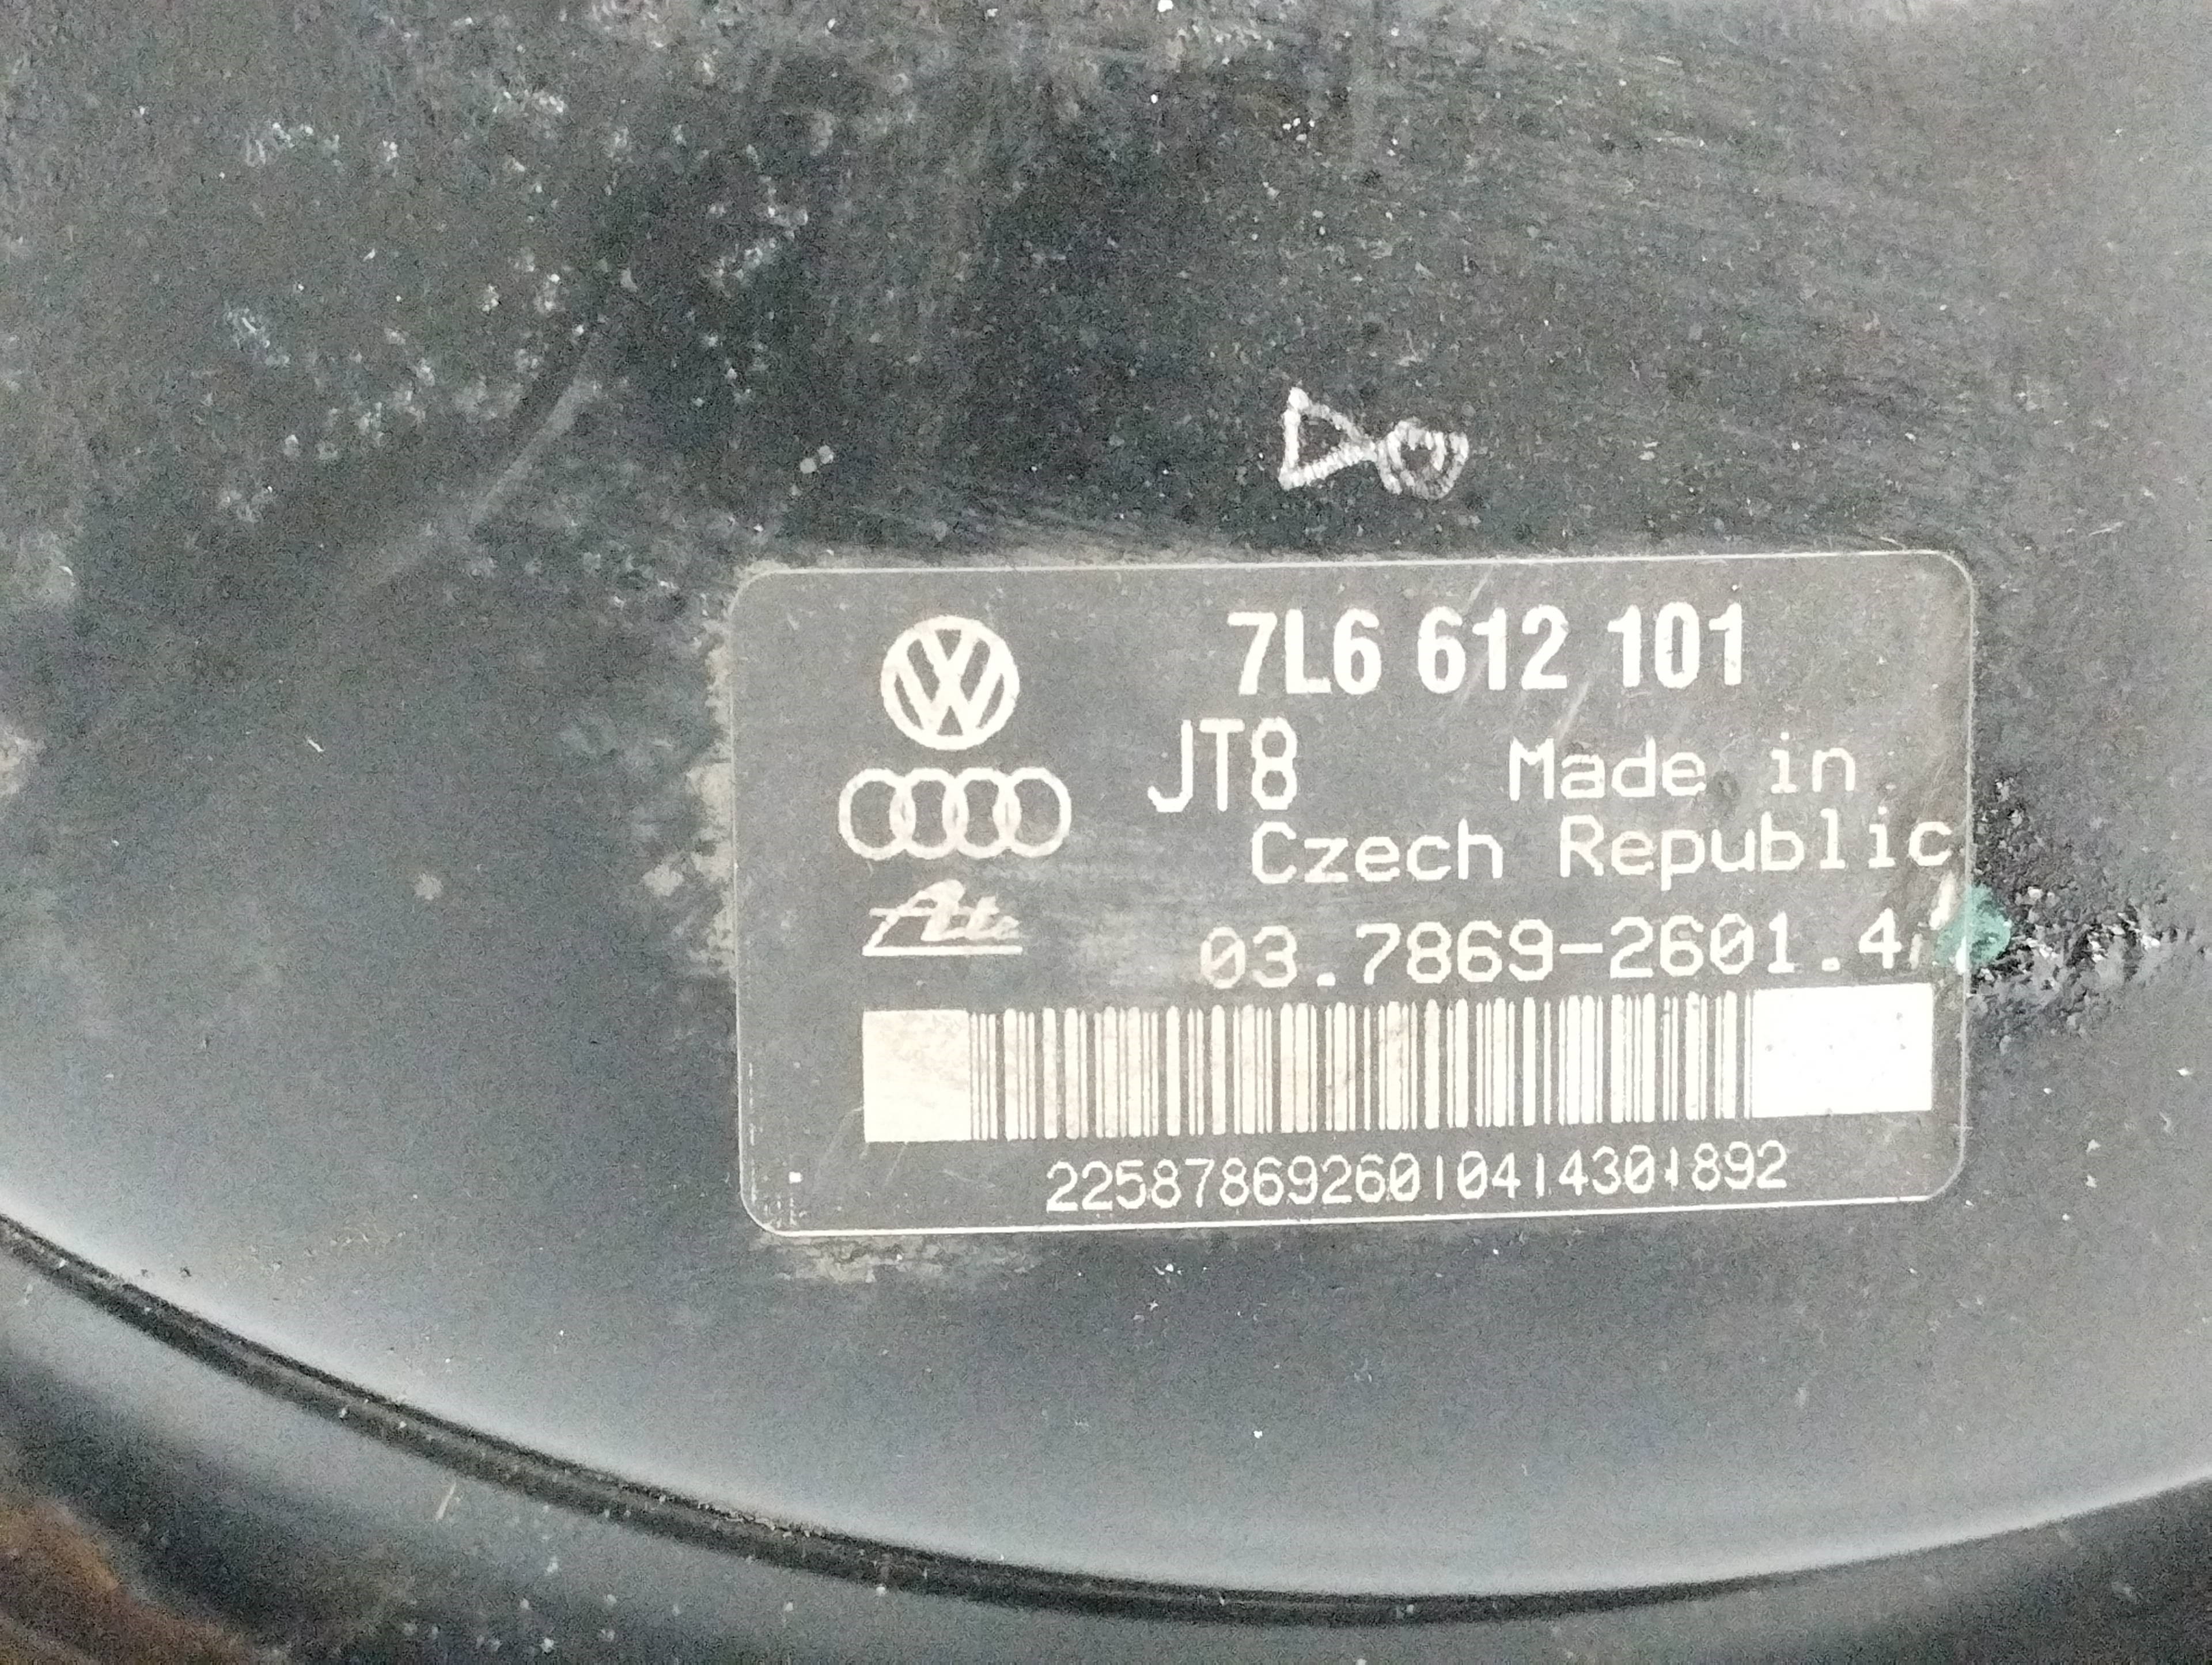 7L6 612 101
JT8 Made in
Czech Republic
Ate
03.7869-2601.4
2258786926010414301892